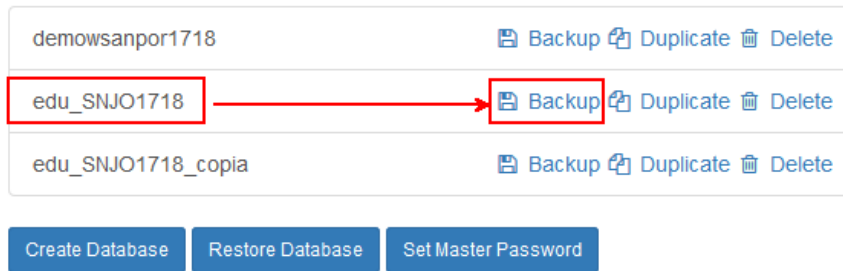 demowsanpor1718 Backup Duplicate Delete
edu_SNJO1718 Backup Duplicate Delete
edu_SNJO1718_copia Backup Duplicate Delete
Create Database Restore Database Set Master Password